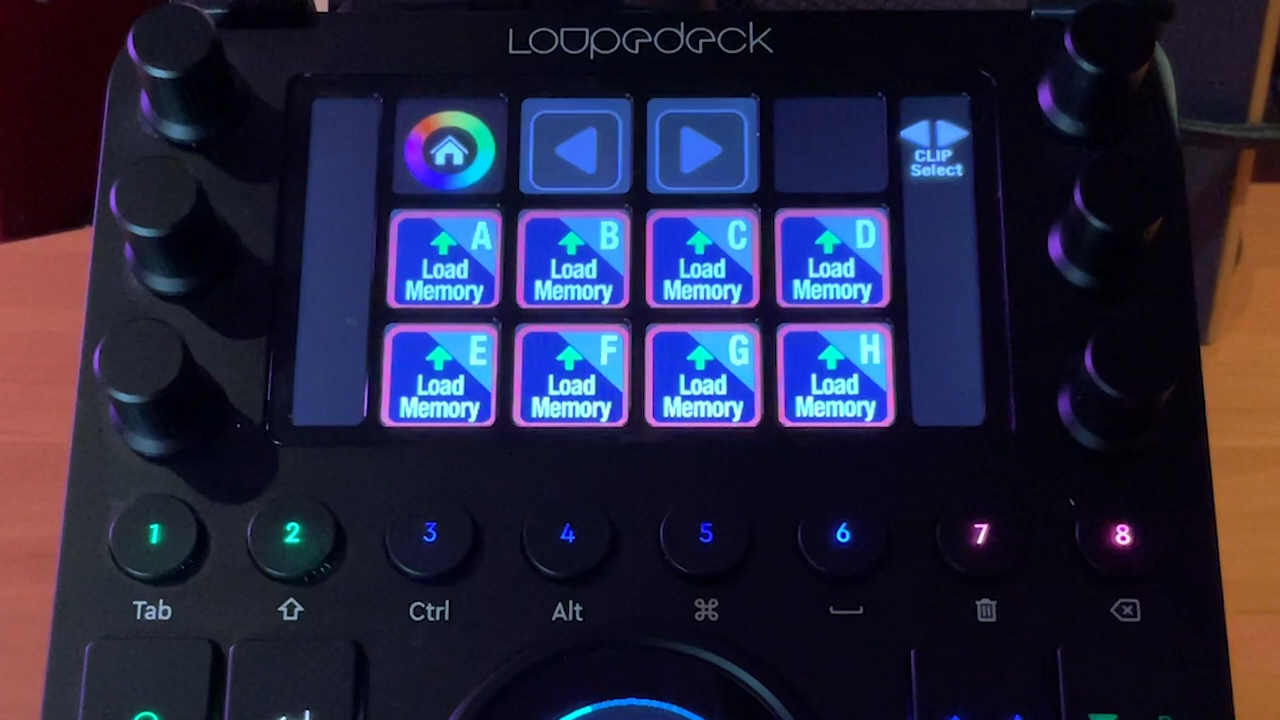 Loupedeck
CLIP
Select
A
Load
Memory
B
Load
Memory
C
Load
Memory
D
Load
Memory
E
Load
Memory
F
Load
Memory
G
Load
Memory
H
Load
Memory
1 2 3 4 5 6 7 8
Tab Ctrl Alt ⌘